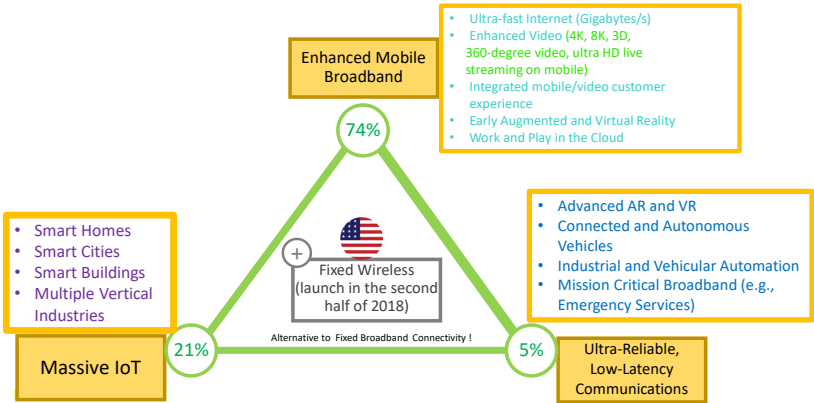 Enhanced Mobile
Broadband
• Ultra-fast Internet (Gigabytes/s)
• Enhanced Video (4K, 8K, 3D,
360-degree video, ultra HD live
streaming on mobile)
• Integrated mobile/video customer
experience
• Early Augmented and Virtual Reality
• Work and Play in the Cloud
74%
• Smart Homes
• Smart Cities
• Smart Buildings
• Multiple Vertical
Industries
+
Fixed Wireless
(launch in the second
half of 2018)
• Advanced AR and VR
• Connected and Autonomous
Vehicles
• Industrial and Vehicular Automation
• Mission Critical Broadband (e.g.,
Emergency Services)
Alternative to Fixed Broadband Connectivity !
Massive IoT
21%
5%
Ultra-Reliable,
Low-Latency
Communications